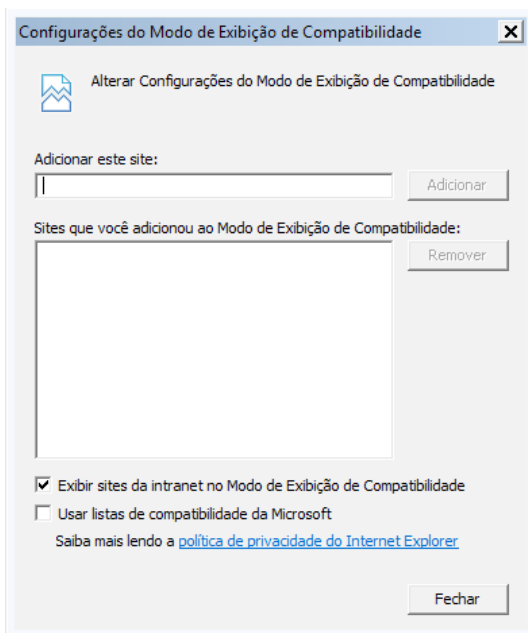 Configurações do Modo de Exibição de Compatibilidade
Alterar Configurações do Modo de Exibição de Compatibilidade
Adicionar este site:
Adicionar
Sites que você adicionou ao Modo de Exibição de Compatibilidade:
Remover
Exibir sites da intranet no Modo de Exibição de Compatibilidade
Usar listas de compatibilidade da Microsoft
Saiba mais lendo a política de privacidade do Internet Explorer
Fechar